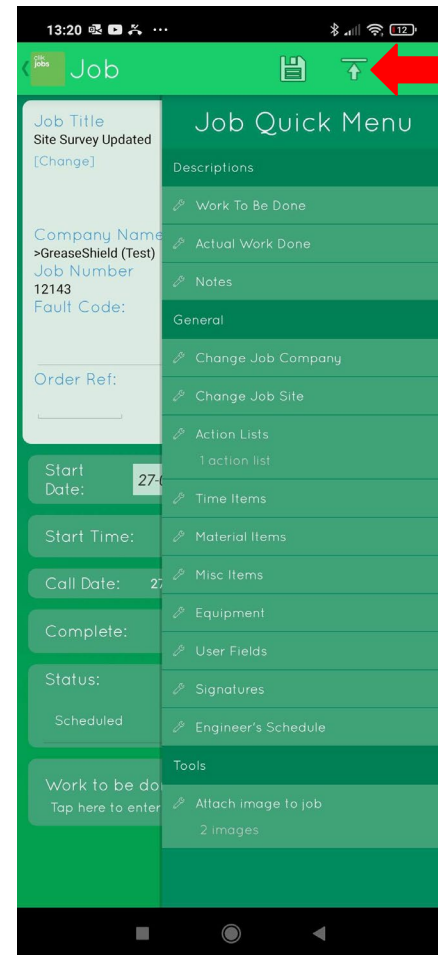 13:20
12
clik
jobs
Job
Job Title
Site Survey Updated
[Change]
Company Name
>GreaseShield (Test)
Job Number
12143
Fault Code:
Order Ref:
Start
Date:
27-
Start Time:
Call Date:
27
Complete:
Status:
Scheduled
Work to be do
Tap here to enter
Job Quick Menu
Descriptions
Work To Be Done
Actual Work Done
Notes
General
Change Job Company
Change Job Site
Action Lists
1 action list
Time Items
Material Items
Misc Items
Equipment
User Fields
Signatures
Engineer's Schedule
Tools
Attach image to job
2 images